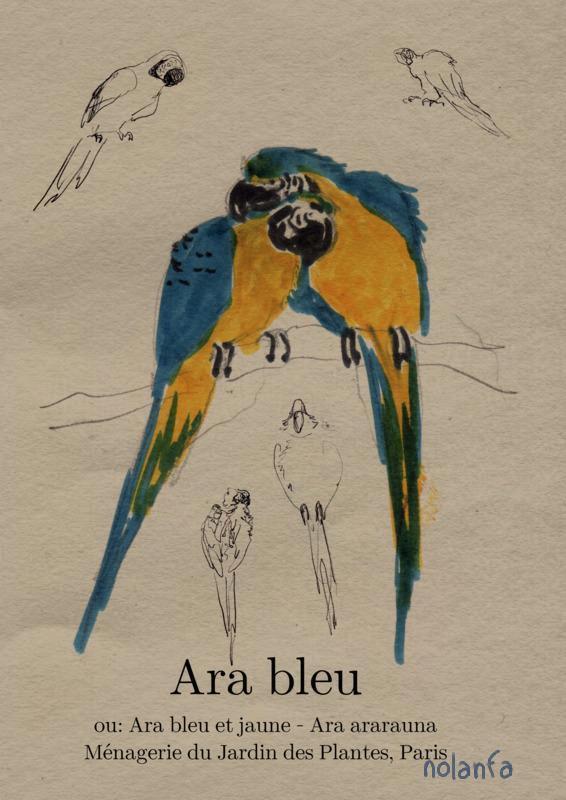 Ara bleu
ou: Ara bleu et jaune - Ara ararauna
Ménagerie du Jardin des Plantes, Paris
nolanfa